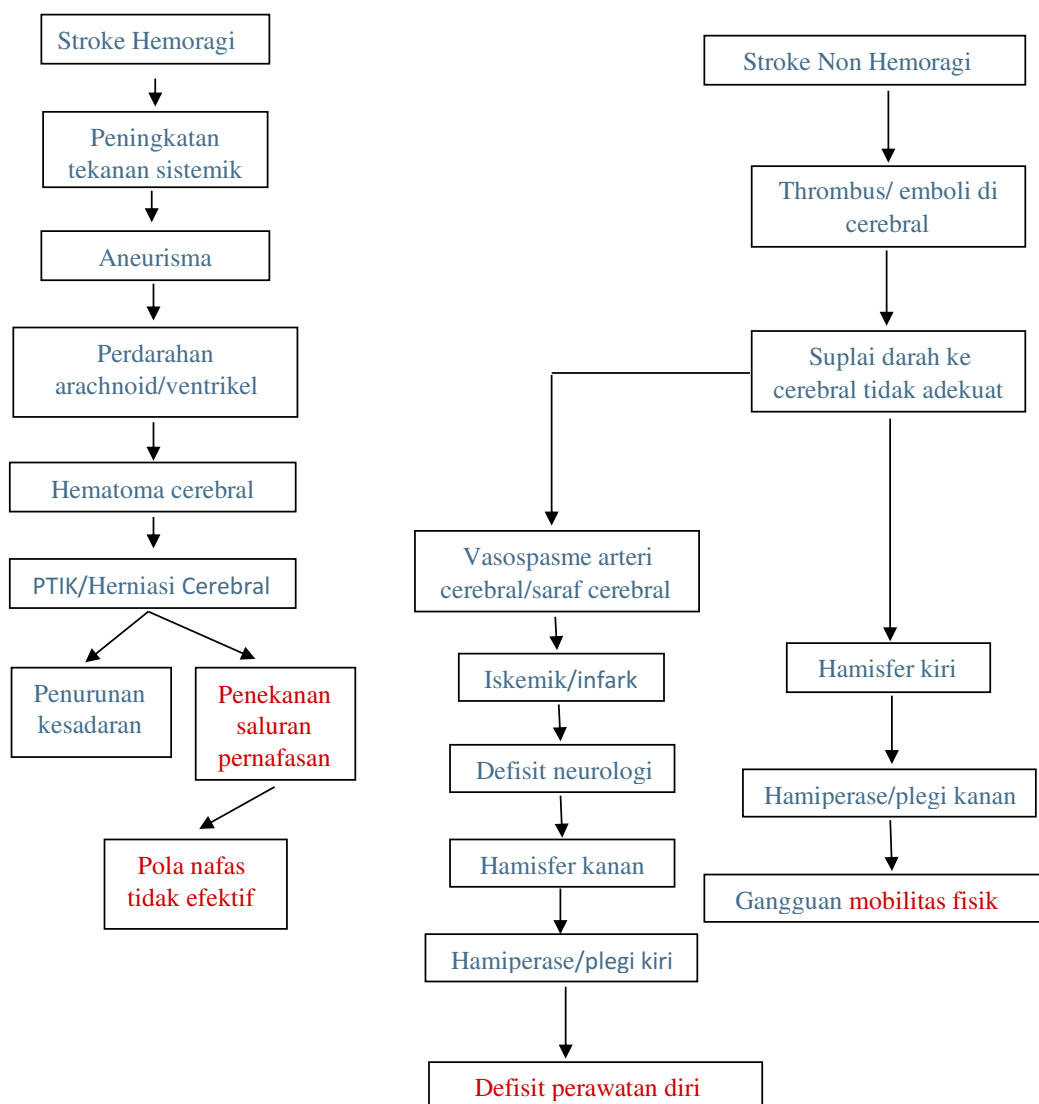 Stroke Hemoragi
Peningkatan
tekanan sistemik
Aneurisma
Perdarahan
arachnoid/ventrikel
Hematoma cerebral
PTIK/Herniasi Cerebral
Penurunan
kesadaran
Penekanan
saluran
pernafasan
Pola nafas
tidak efektif
Stroke Non Hemoragi
Thrombus/ emboli di
cerebral
Suplai darah ke
cerebral tidak adekuat
Vasospasme arteri
cerebral/saraf cerebral
Iskemik/infark
Defisit neurologi
Hamisfer kanan
Hamiperase/plegi kiri
Defisit perawatan diri
Hamisfer kiri
Hamiperase/plegi kanan
Gangguan mobilitas fisik